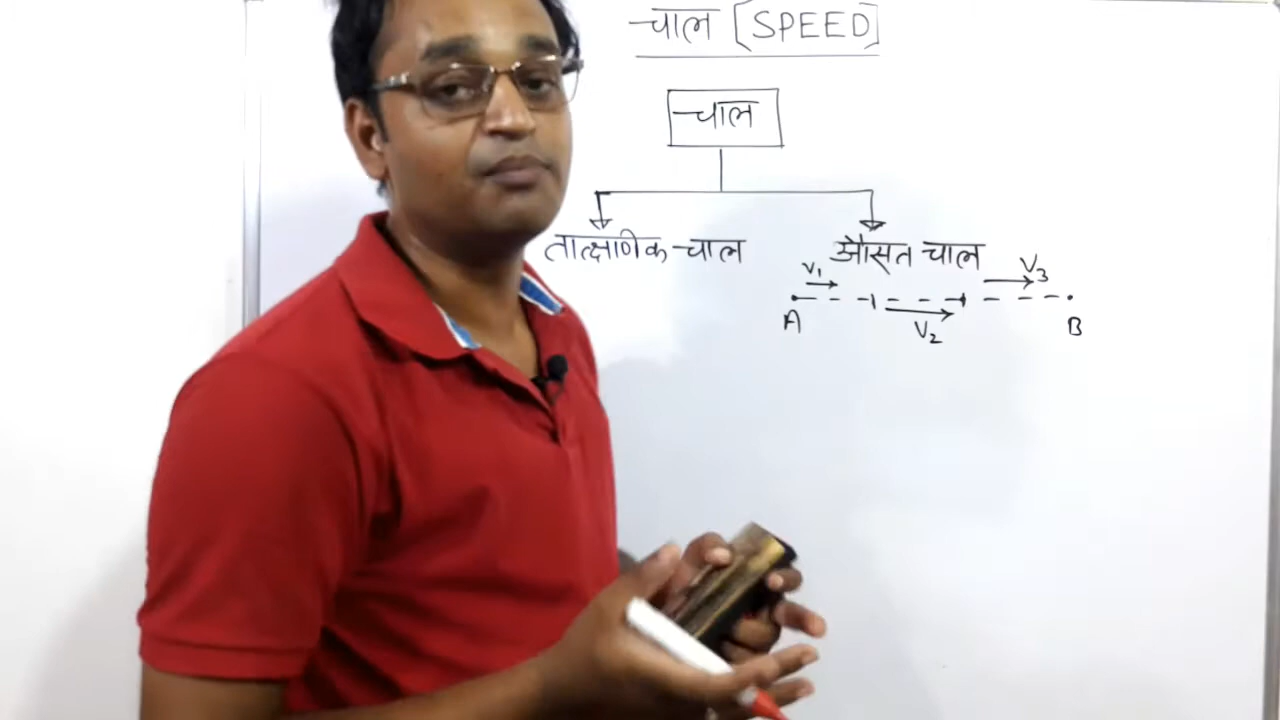 चाल [SPEED]
चाल
तात्क्षणिक चाल
औसत चाल
V₁ V₃
A V₂ B